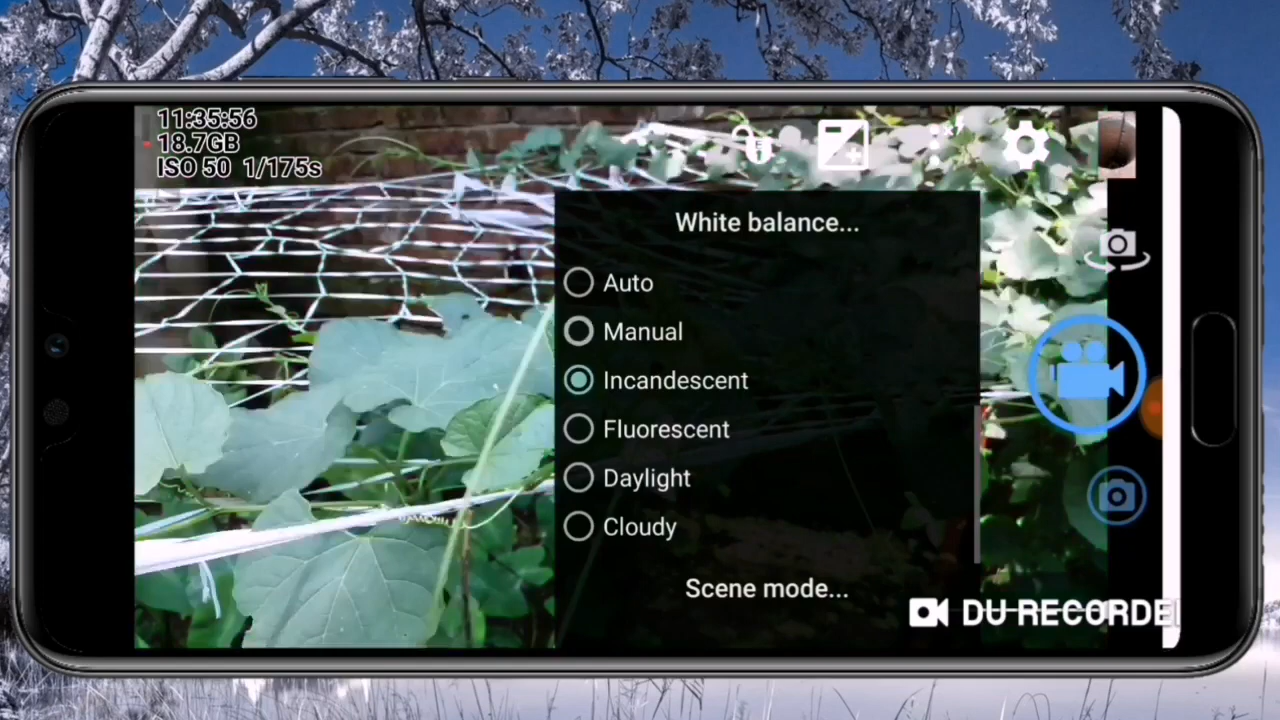 11:35:56
18.7GB
ISO 50 1/175s
White balance...
Auto
Manual
Incandescent
Fluorescent
Daylight
Cloudy
Scene mode...
DU RECORDE